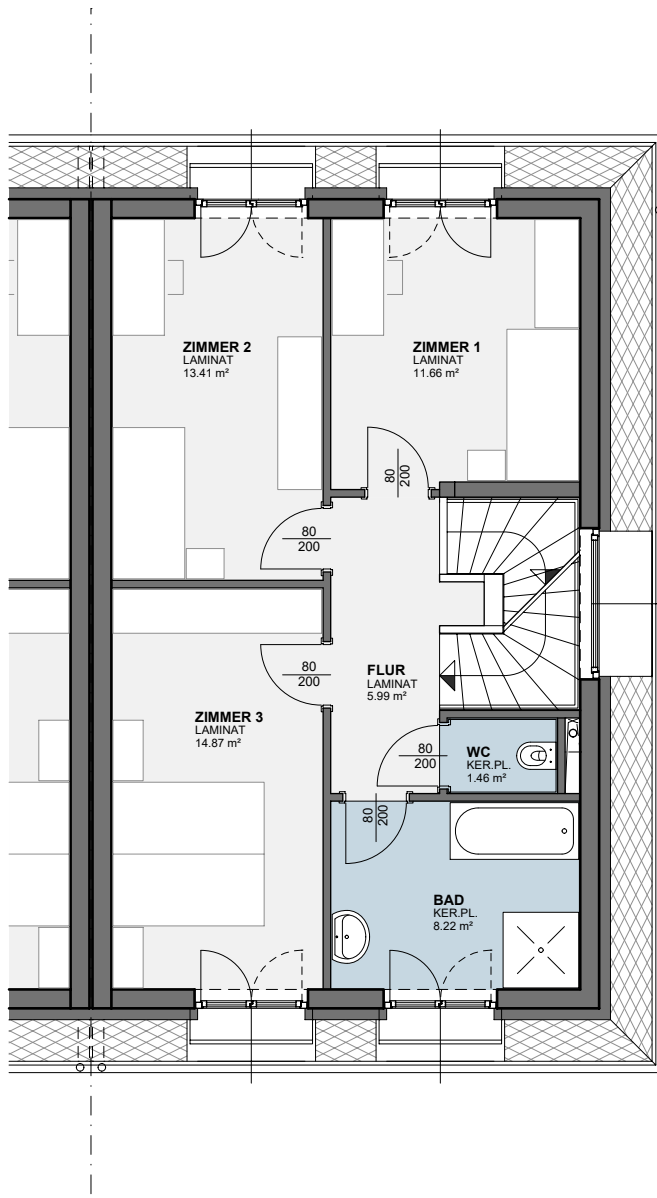 ZIMMER 2
LAMINAT
13.41 m²
ZIMMER 1
LAMINAT
11.66 m²
80
200
80
200
80
200
FLUR
LAMINAT
5.99 m²
ZIMMER 3
LAMINAT
14.87 m²
WC
KER.PL.
1.46 m²
80
200
80
200
BAD
KER.PL.
8.22 m²